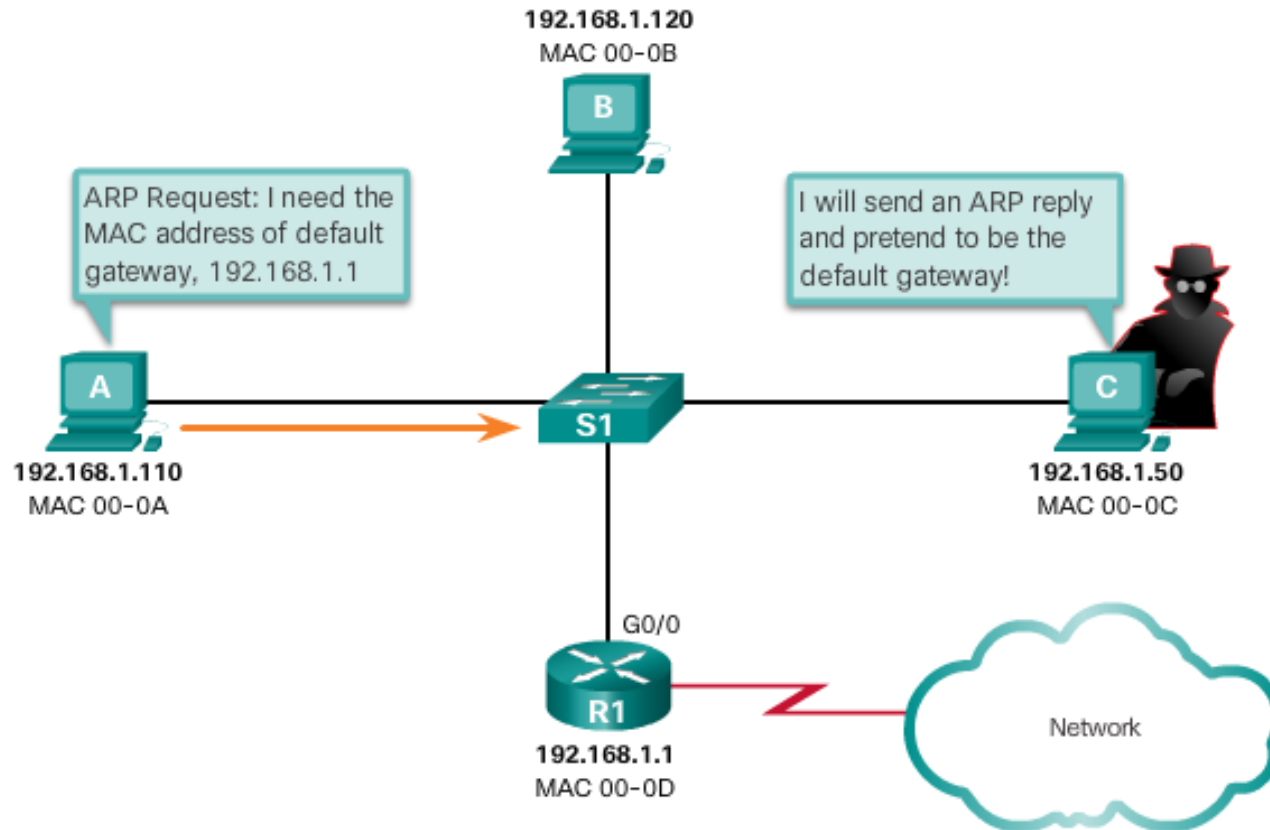 192.168.1.120
MAC 00-0B
B
ARP Request: I need the
MAC address of default
gateway, 192.168.1.1
I will send an ARP reply
and pretend to be the
default gateway!
A
S1
C
192.168.1.110
MAC 00-0A
192.168.1.50
MAC 00-0C
G0/0
R1
192.168.1.1
MAC 00-0D
Network